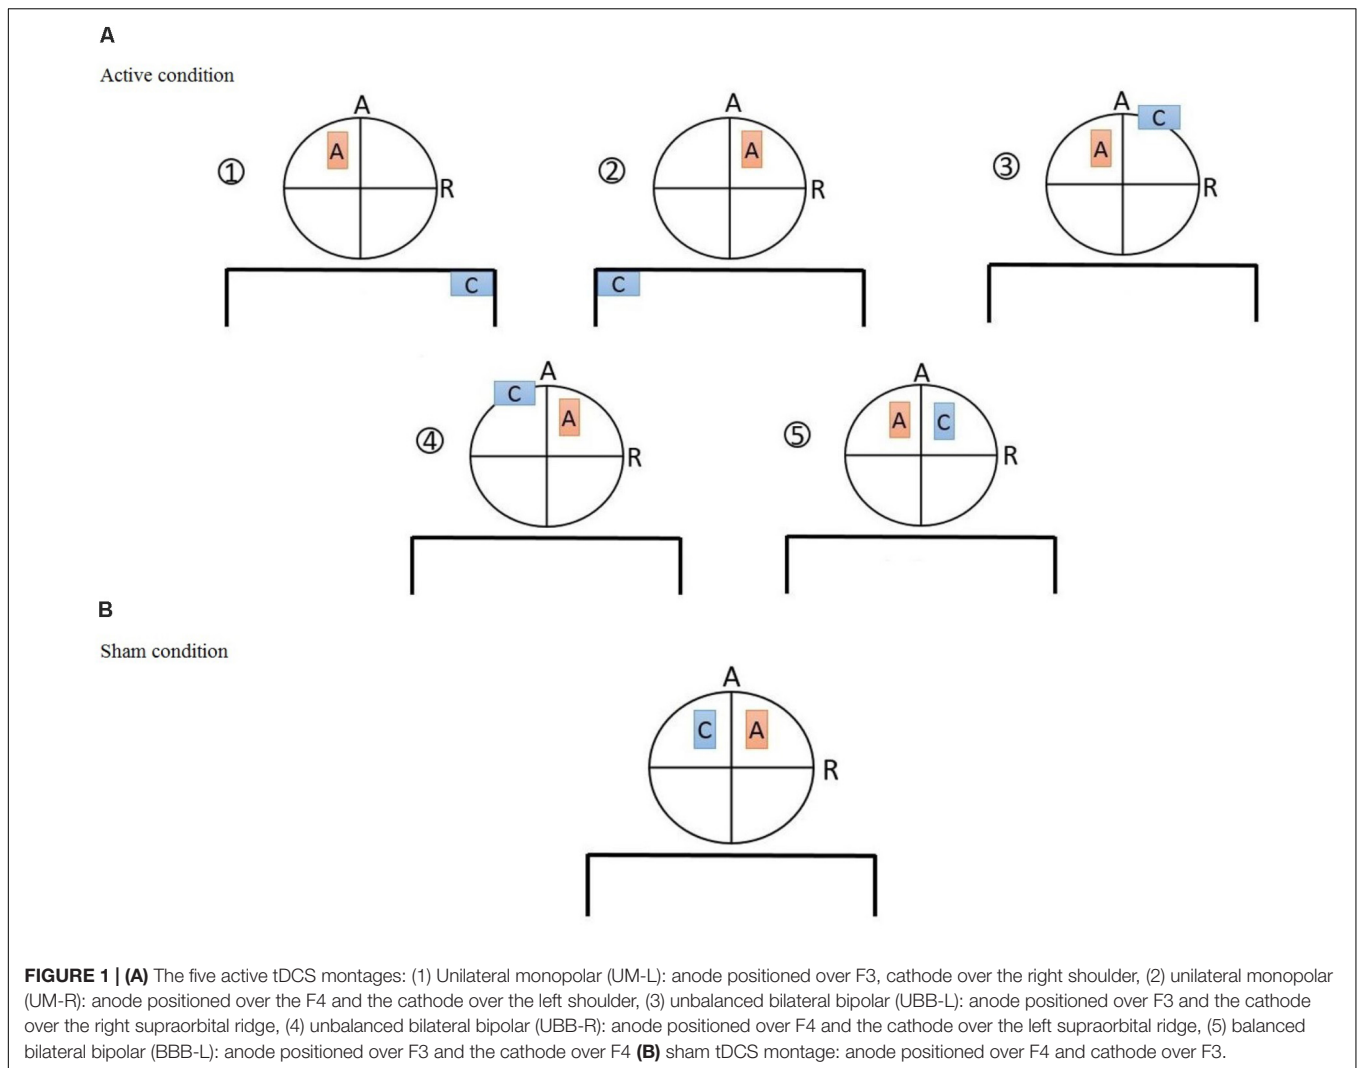 A
Active condition
A
A
A
①
A
R
C
②
A
R
C
③
A
C
R
A
A
④
C
A
R
⑤
A
C
R
B
Sham condition
A
C
A
R
FIGURE 1 | (A) The five active tDCS montages: (1) Unilateral monopolar (UM-L): anode positioned over F3, cathode over the right shoulder, (2) unilateral monopolar
(UM-R): anode positioned over the F4 and the cathode over the left shoulder, (3) unbalanced bilateral bipolar (UBB-L): anode positioned over F3 and the cathode
over the right supraorbital ridge, (4) unbalanced bilateral bipolar (UBB-R): anode positioned over F4 and the cathode over the left supraorbital ridge, (5) balanced
bilateral bipolar (BBB-L): anode positioned over F3 and the cathode over F4 (B) sham tDCS montage: anode positioned over F4 and cathode over F3.